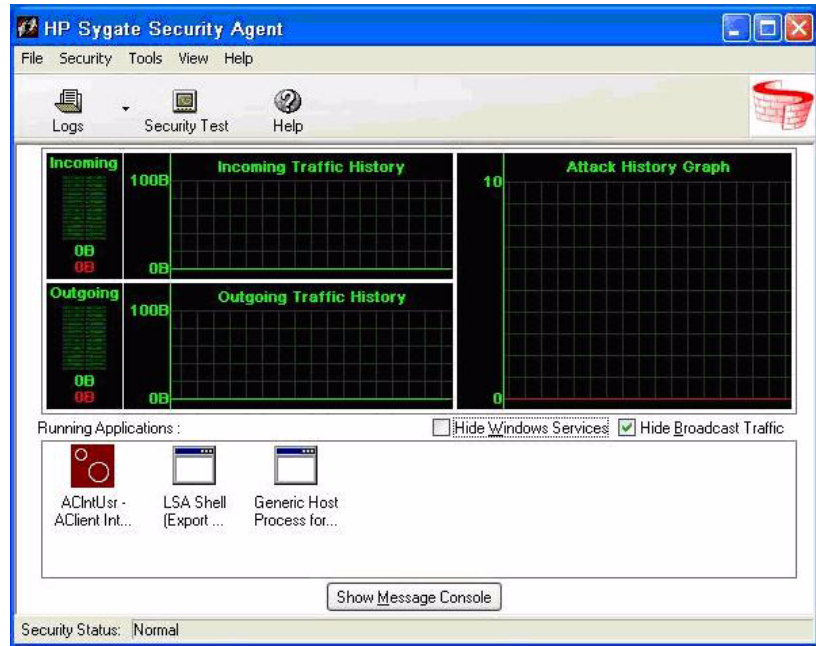 HP Sygate Security Agent
File Security Tools View Help
Logs Security Test Help
Incoming
0B
0B
Incoming Traffic History
100B
0B
Outgoing
0B
0B
Outgoing Traffic History
100B
0B
Attack History Graph
10
0
Running Applications :
Hide Windows Services Hide Broadcast Traffic
AClntUsr -
AClient Int...
LSA Shell
(Export ...
Generic Host
Process for...
Show Message Console
Security Status: Normal